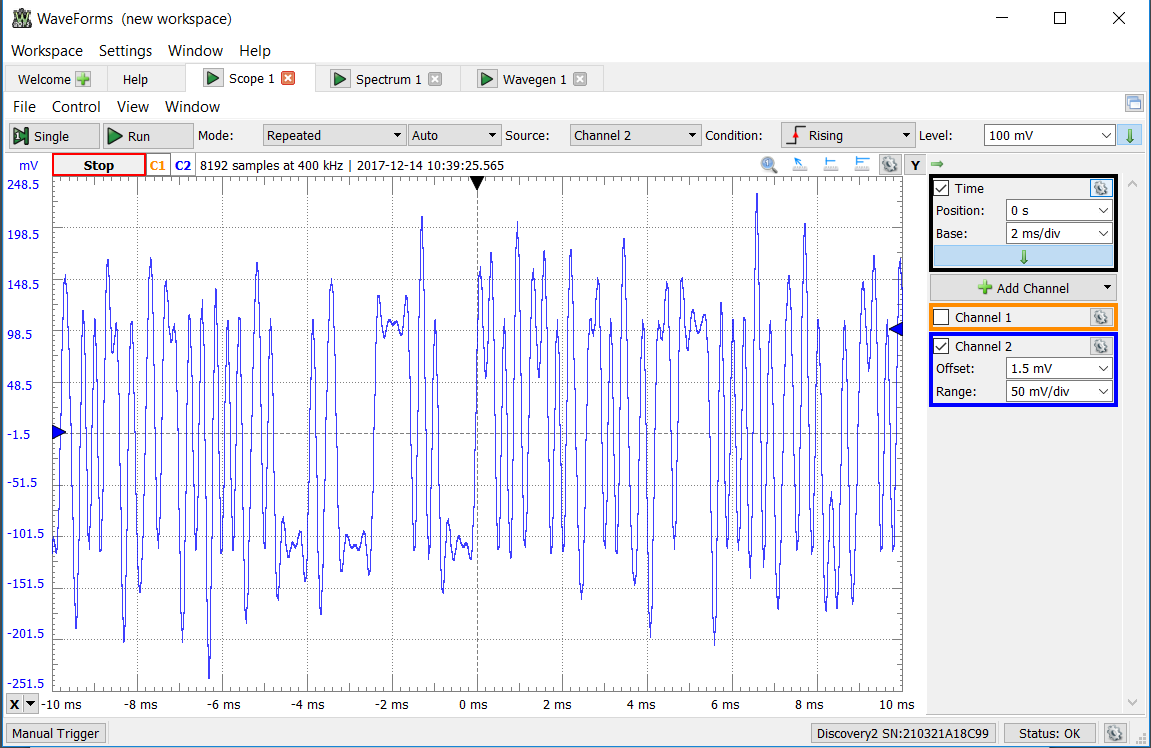 WaveForms (new workspace)
Workspace Settings Window Help
Welcome Help Scope 1 Spectrum 1 Wavegen 1
File Control View Window
Single Run Mode: Repeated Auto Source: Channel 2 Condition: Rising Level: 100 mV
mV Stop C1 C2 8192 samples at 400 kHz | 2017-12-14 10:39:25.565 Y
248.5
198.5
148.5
98.5
48.5
-1.5
-51.5
-101.5
-151.5
-201.5
-251.5
X -10 ms -8 ms -6 ms -4 ms -2 ms 0 ms 2 ms 4 ms 6 ms 8 ms 10 ms
Time
Position: 0 s
Base: 2 ms/div
Add Channel
Channel 1
Channel 2
Offset: 1.5 mV
Range: 50 mV/div
Manual Trigger Discovery2 SN:210321A18C99 Status: OK